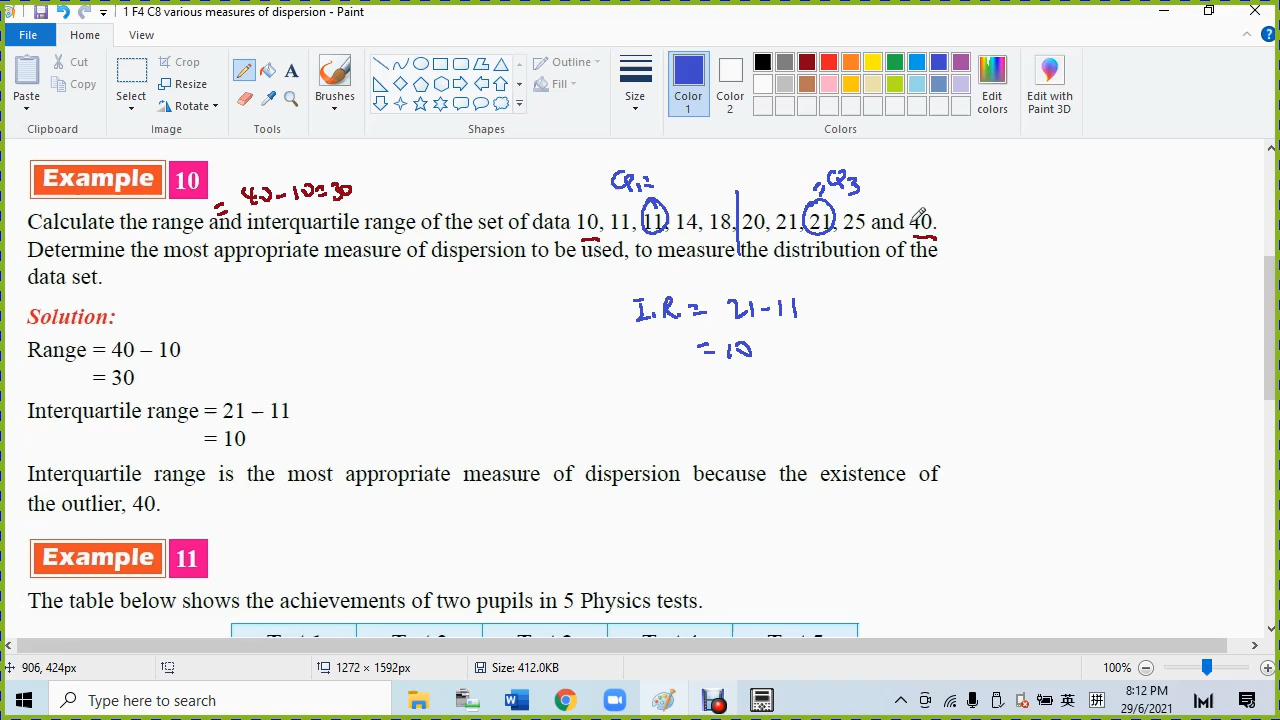 1 F4 C8 various measures of dispersion - Paint
File Home View
Cut
Copy
Paste
Clipboard
Crop
Resize
Rotate
Select
Image
Tools
Brushes
Shapes
Outline
Fill
Size
Color 1
Color 2
Colors
Edit colors
Edit with Paint 3D
Example 10
= 40 - 10 = 30
Q1 =
= Q3
Calculate the range and interquartile range of the set of data 10, 11, 11, 14, 18, 20, 21, 21, 25 and 40.
Determine the most appropriate measure of dispersion to be used, to measure the distribution of the
data set.
I.R = 21 - 11
= 10
Solution:
Range = 40 – 10
= 30
Interquartile range = 21 – 11
= 10
Interquartile range is the most appropriate measure of dispersion because the existence of
the outlier, 40.
Example 11
The table below shows the achievements of two pupils in 5 Physics tests.
906, 424px
1272 × 1592px
Size: 412.0KB
100%
Type here to search
英
拼
8:12 PM
29/6/2021